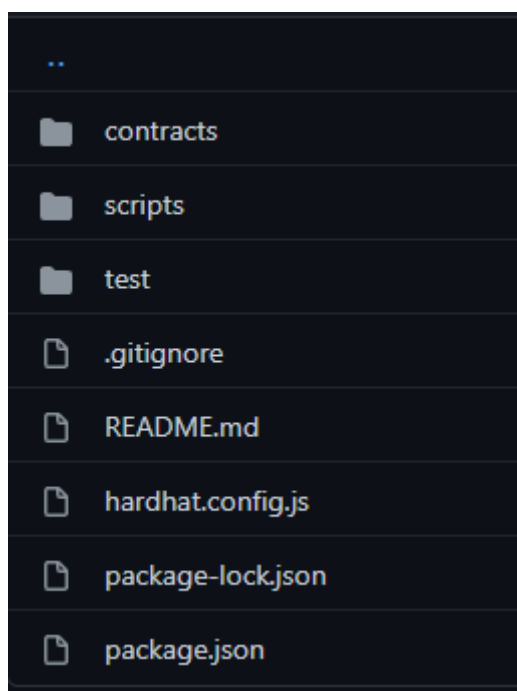 ..
contracts
scripts
test
.gitignore
README.md
hardhat.config.js
package-lock.json
package.json